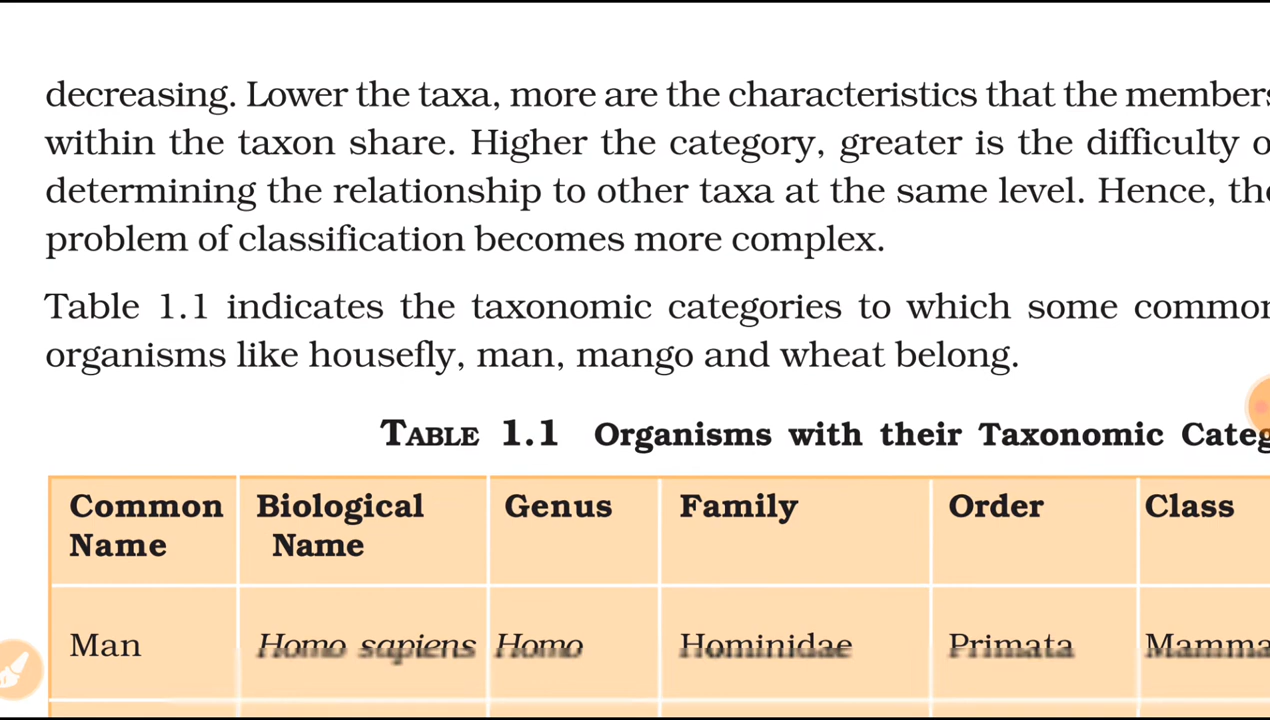 decreasing. Lower the taxa, more are the characteristics that the members
within the taxon share. Higher the category, greater is the difficulty o
determining the relationship to other taxa at the same level. Hence, the
problem of classification becomes more complex.
Table 1.1 indicates the taxonomic categories to which some common
organisms like housefly, man, mango and wheat belong.
TABLE 1.1 Organisms with their Taxonomic Categ
Common Name Biological Name Genus Family Order Class
Man Homo sapiens Homo Hominidae Primata Mamma